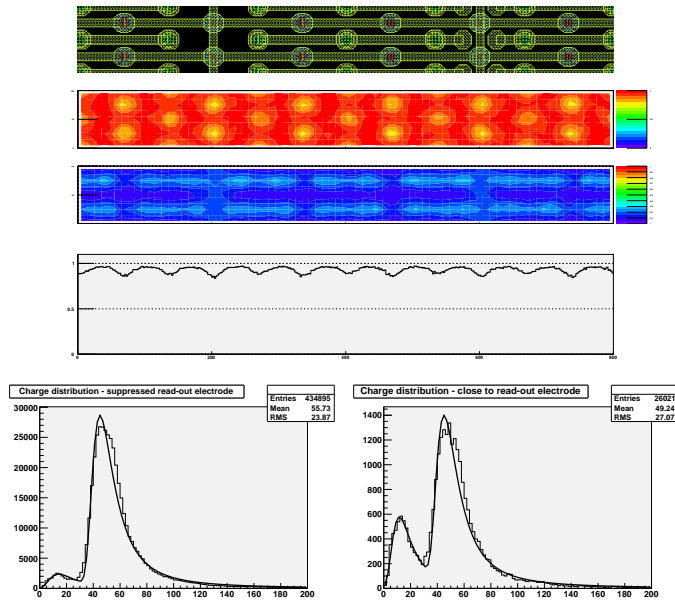 1
0.5
0
0 200 400 600 800
Charge distribution - suppressed read-out electrode
Entries 434895
Mean 55.73
RMS 23.87
30000
25000
20000
15000
10000
5000
0
0 20 40 60 80 100 120 140 160 180 200
Charge distribution - close to read-out electrode
Entries 26021
Mean 49.24
RMS 27.07
1400
1200
1000
800
600
400
200
0
0 20 40 60 80 100 120 140 160 180 200